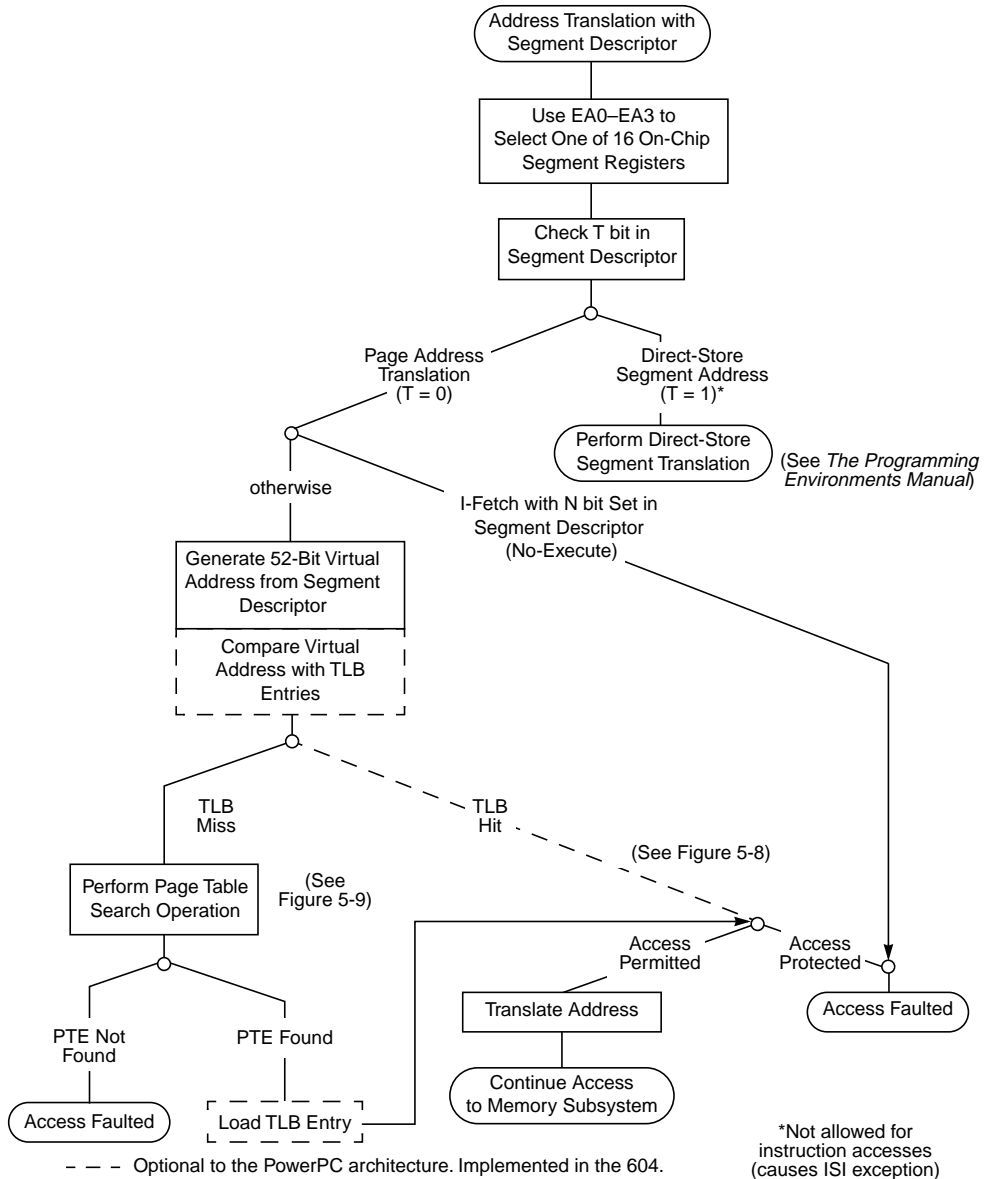 Address Translation with
Segment Descriptor
Use EA0–EA3 to
Select One of 16 On-Chip
Segment Registers
Check T bit in
Segment Descriptor
Page Address
Translation
(T = 0)
Direct-Store
Segment Address
(T = 1)*
Perform Direct-Store
Segment Translation
(See The Programming
Environments Manual)
otherwise
I-Fetch with N bit Set in
Segment Descriptor
(No-Execute)
Generate 52-Bit Virtual
Address from Segment
Descriptor
Compare Virtual
Address with TLB
Entries
TLB
Miss
TLB
Hit
(See Figure 5-8)
Perform Page Table
Search Operation
(See
Figure 5-9)
Access
Permitted
Access
Protected
Translate Address
Access Faulted
PTE Not
Found
PTE Found
Continue Access
to Memory Subsystem
Access Faulted
Load TLB Entry
*Not allowed for
instruction accesses
(causes ISI exception)
Optional to the PowerPC architecture. Implemented in the 604.